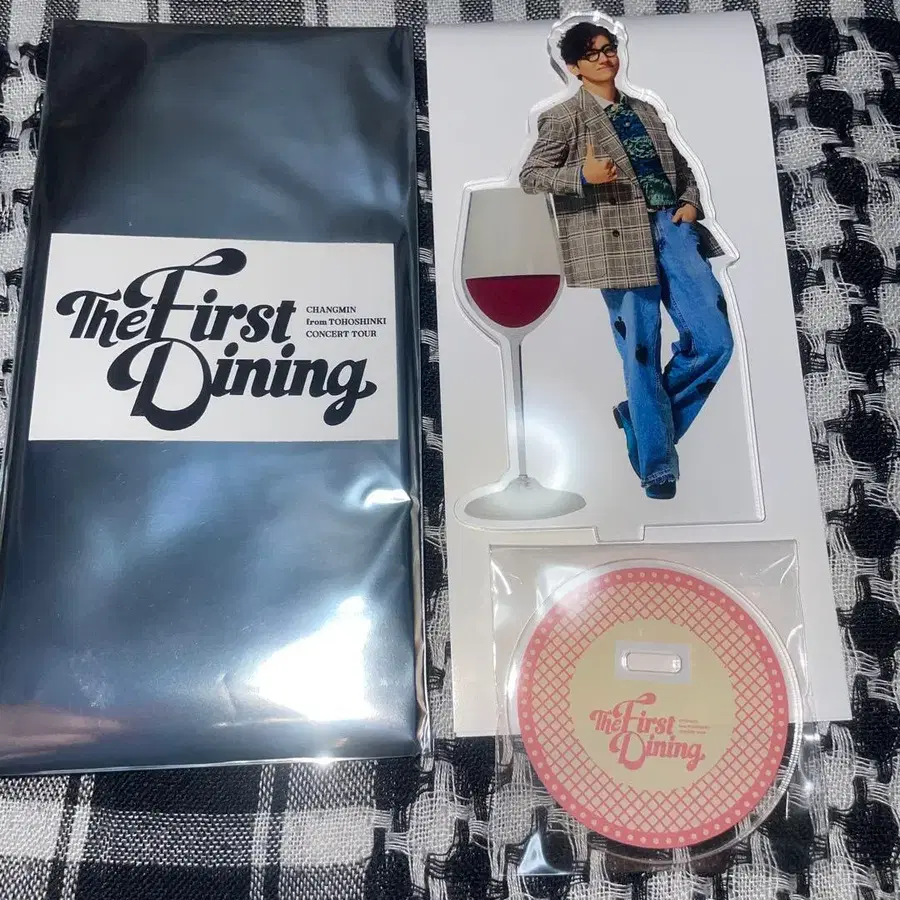 The First
Dining
CHANGMIN
from TOHOSHINKI
CONCERT TOUR
The First
Dining